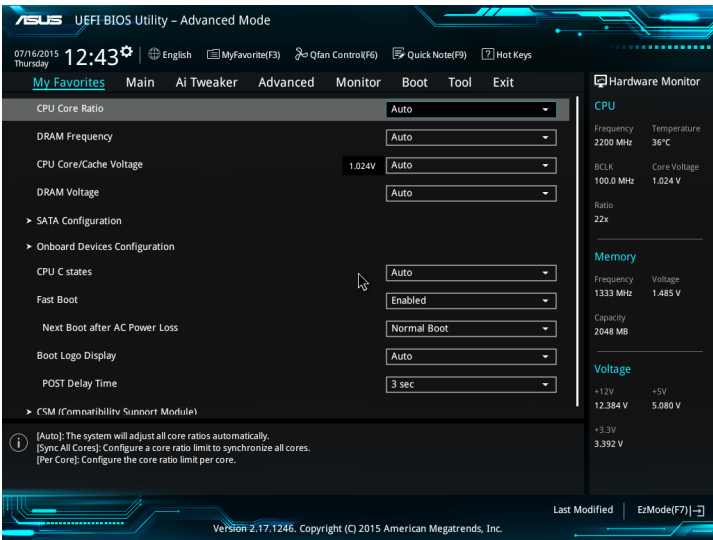 ASUS UEFI BIOS Utility – Advanced Mode
07/16/2015 Thursday 12:43 English MyFavorite(F3) Qfan Control(F6) Quick Note(F9) ? Hot Keys
My Favorites Main Ai Tweaker Advanced Monitor Boot Tool Exit
CPU Core Ratio Auto
DRAM Frequency Auto
CPU Core/Cache Voltage 1.024V Auto
DRAM Voltage Auto
SATA Configuration
Onboard Devices Configuration
CPU C states Auto
Fast Boot Enabled
Next Boot after AC Power Loss Normal Boot
Boot Logo Display Auto
POST Delay Time 3 sec
CSM (Compatibility Support Module)
[Auto]: The system will adjust all core ratios automatically.
[Sync All Cores]: Configure a core ratio limit to synchronize all cores.
[Per Core]: Configure the core ratio limit per core.
Hardware Monitor
CPU
Frequency Temperature
2200 MHz 36°C
BCLK Core Voltage
100.0 MHz 1.024 V
Ratio
22x
Memory
Frequency Voltage
1333 MHz 1.485 V
Capacity
2048 MB
Voltage
+12V +5V
12.384 V 5.080 V
+3.3V
3.392 V
Last Modified EzMode(F7)
Version 2.17.1246. Copyright (C) 2015 American Megatrends, Inc.